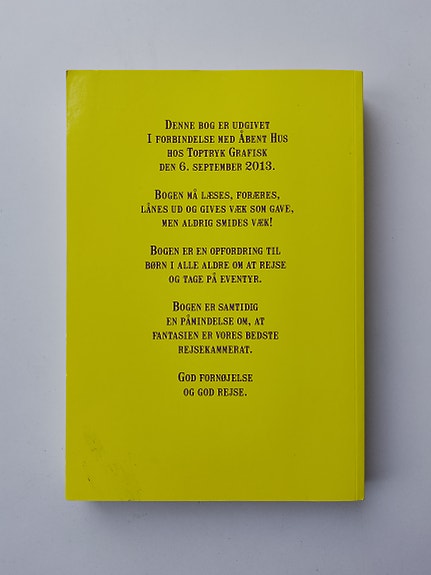 Denne bog er udgivet
I forbindelse med Åbent Hus
hos Toptryk Grafisk
den 6. september 2013.
Bogen må læses, foræres,
lånes ud og gives væk som gave,
men aldrig smides væk!
Bogen er en opfordring til
børn i alle aldre om at rejse
og tage på eventyr.
Bogen er samtidig
en påmindelse om, at
fantasien er vores bedste
rejsekammerat.
God fornøjelse
og god rejse.